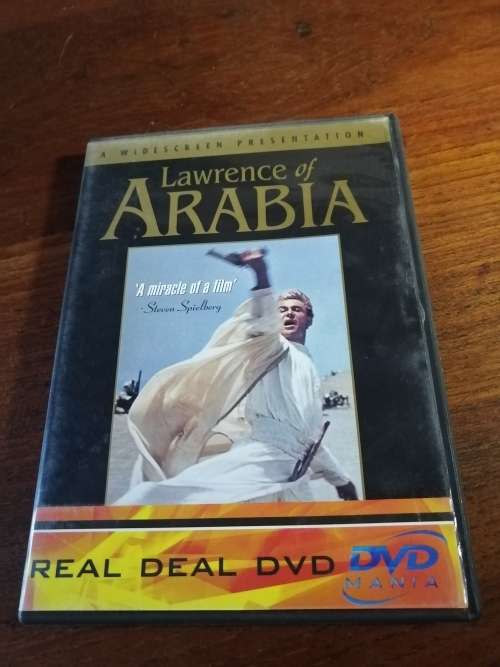 A WIDESCREEN PRESENTATION
Lawrence of
ARABIA
'A miracle of a film'
-Steven Spielberg
REAL DEAL DVD
DVD
MANIA